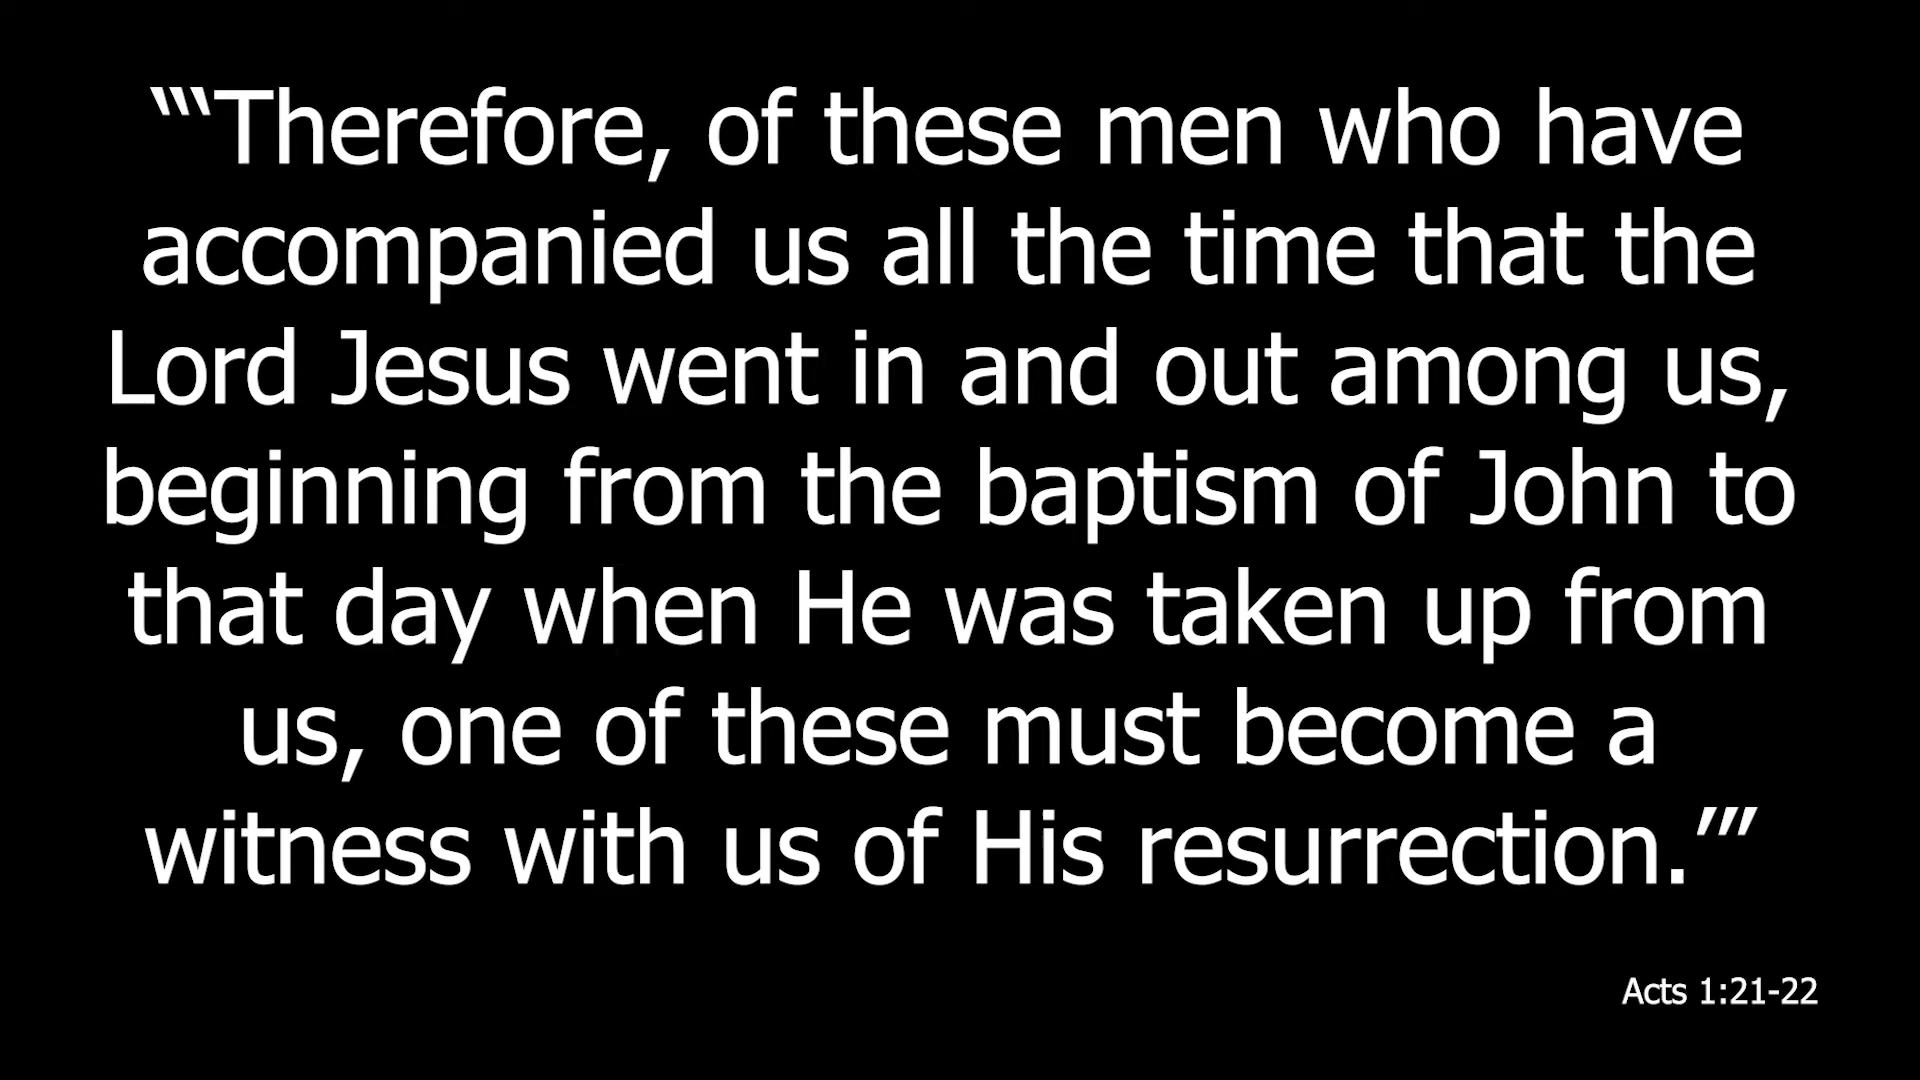 “‘Therefore, of these men who have
accompanied us all the time that the
Lord Jesus went in and out among us,
beginning from the baptism of John to
that day when He was taken up from
us, one of these must become a
witness with us of His resurrection.’”
Acts 1:21-22